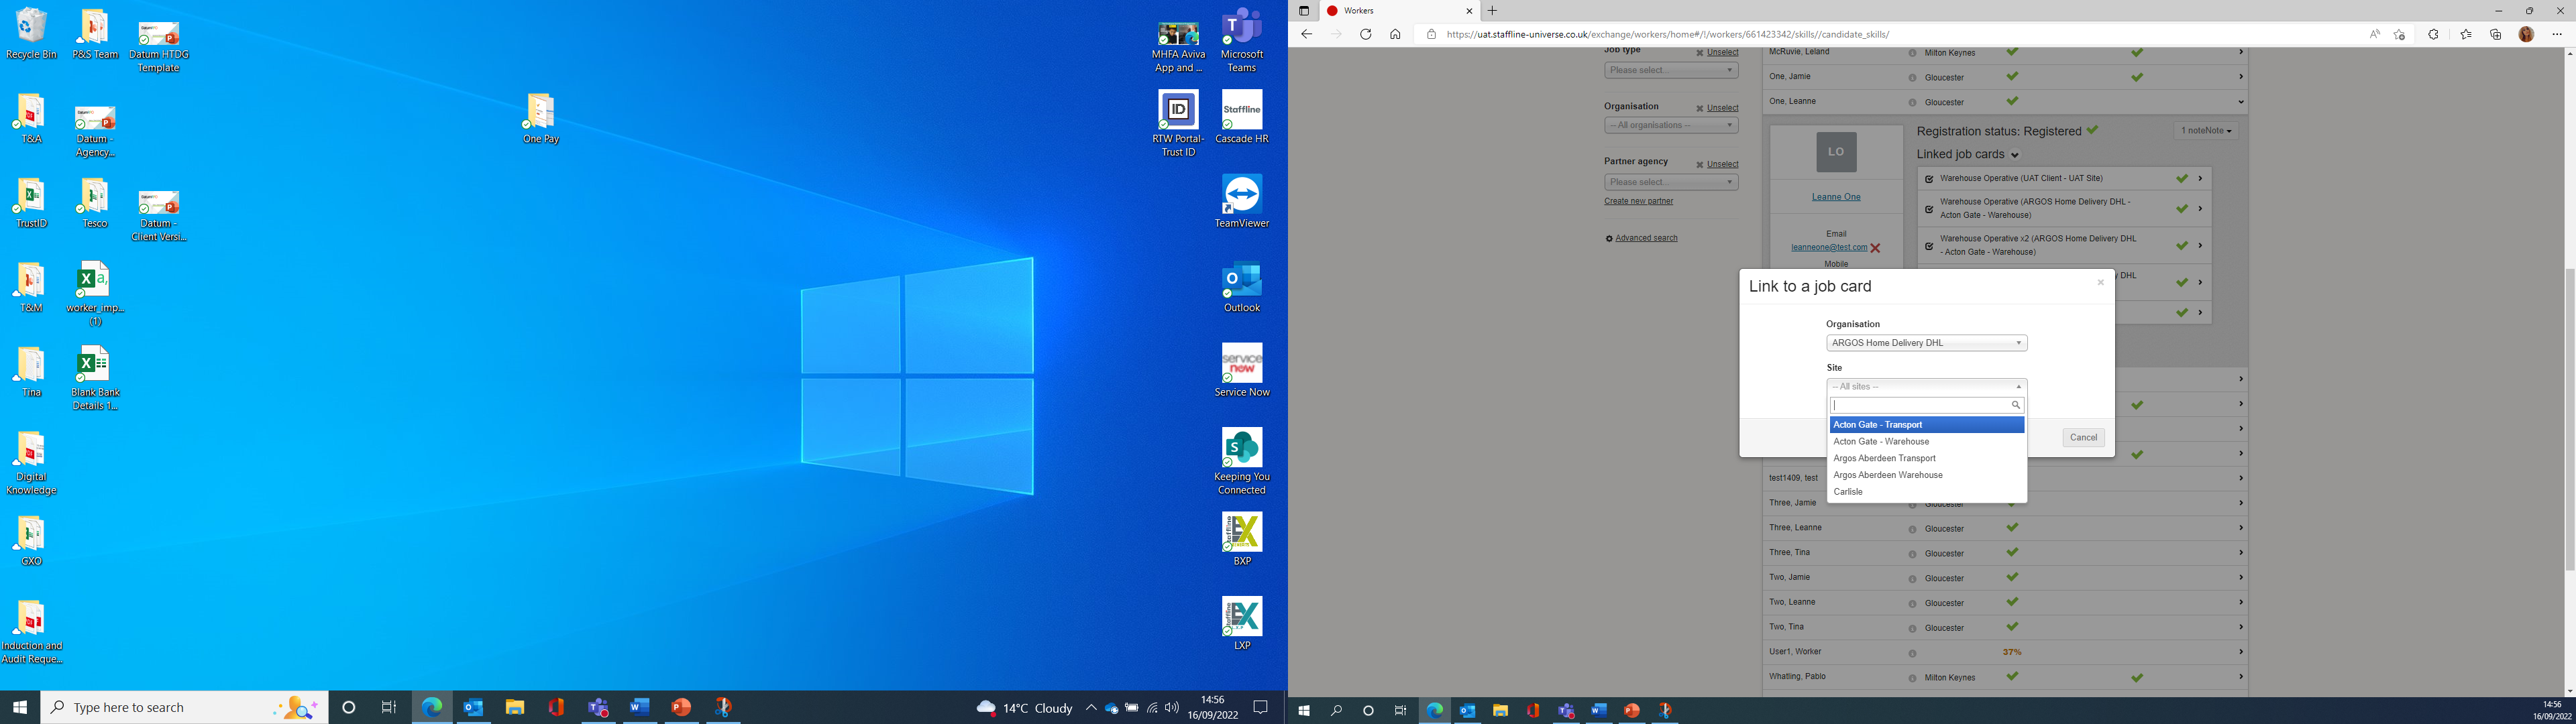 Recycle Bin
P&S Team
Datum HTDG
Template
T&A
Datum -
Agency...
TrustID
Tesco
Datum -
Client Versi...
T&M
worker_imp...
(1)
Tina
Blank Bank
Details 1...
Digital
Knowledge
GXO
Induction and
Audit Reque...
One Pay
MHFA Aviva
App and ...
Microsoft
Teams
RTW Portal-
Trust ID
Staffline
Cascade HR
TeamViewer
Outlook
service
now
Service Now
Keeping You
Connected
BXP
LXP
Type here to search
14°C Cloudy
14:56
16/09/2022
Workers
https://uat.staffline-universe.co.uk/exchange/workers/home#/l/workers/661423342/skills//candidate_skills/
Job type
Unselect
Please select...
Organisation
Unselect
-- All organisations --
Partner agency
Unselect
Please select...
Create new partner
Advanced search
McRuvie, Leland Milton Keynes
One, Jamie Gloucester
One, Leanne Gloucester
LO
Leanne One
Email
leanneone@test.com
Mobile
Registration status: Registered
1 noteNote
Linked job cards
Warehouse Operative (UAT Client - UAT Site)
Warehouse Operative (ARGOS Home Delivery DHL -
Acton Gate - Warehouse)
Warehouse Operative x2 (ARGOS Home Delivery DHL
- Acton Gate - Warehouse)
Link to a job card
Organisation
ARGOS Home Delivery DHL
Site
-- All sites --
Acton Gate - Transport
Acton Gate - Warehouse
Argos Aberdeen Transport
Argos Aberdeen Warehouse
Carlisle
Cancel
test1409, test
Three, Jamie Gloucester
Three, Leanne Gloucester
Three, Tina Gloucester
Two, Jamie Gloucester
Two, Leanne Gloucester
Two, Tina Gloucester
User1, Worker 37%
Whatling, Pablo Milton Keynes
14:56
16/09/2022